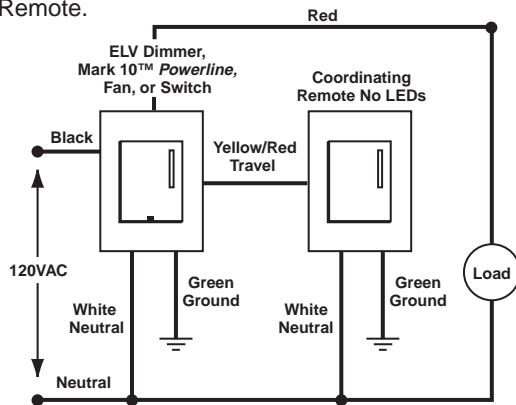 Remote.
Red
ELV Dimmer,
Mark 10™ Powerline,
Fan, or Switch
Coordinating
Remote No LEDs
Black
Yellow/Red
Travel
120VAC
Load
Green
Ground
White
Neutral
Green
Ground
White
Neutral
Neutral